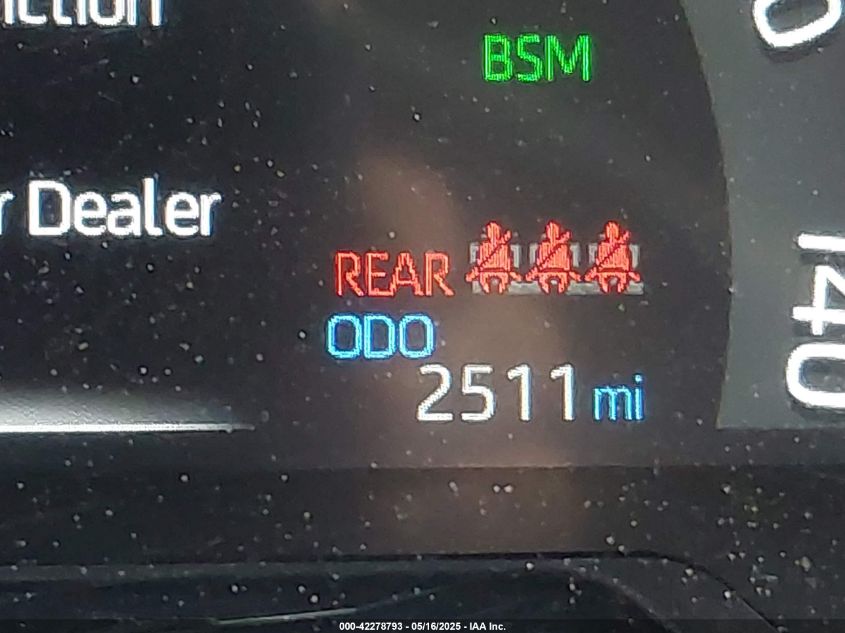 BSM
r Dealer
REAR
ODO
2511 mi
140
000-42278793 - 05/16/2025 - IAA Inc.